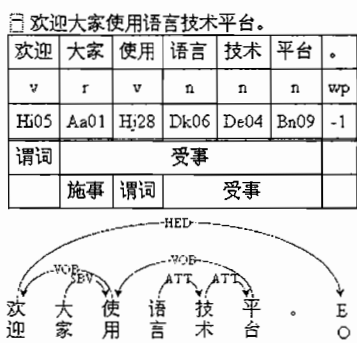 欢迎大家使用语言技术平台。
欢迎 大家 使用 语言 技术 平台 。
v r v n n n wp
Hi05 Aa01 Hj28 Dk06 De04 Bn09 -1
谓词 受事
施事 谓词 受事
HED
VOB SBV VOB ATT ATT
欢迎 大家 使用 语言 技术 平台 。 EO